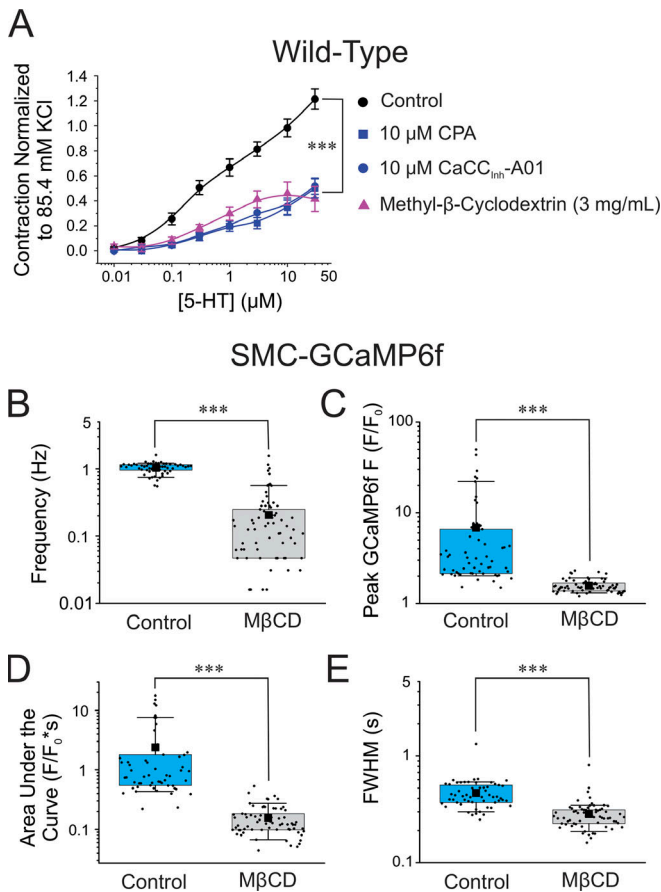 A
Wild-Type
Contraction Normalized
to 85.4 mM KCl
1.4
1.2
1.0
0.8
0.6
0.4
0.2
0.0
0.01 0.1 1 10 50
[5-HT] (µM)
***
Control
10 µM CPA
10 µM CaCCInh-A01
Methyl-β-Cyclodextrin (3 mg/mL)
SMC-GCaMP6f
B
Frequency (Hz)
5
1
0.1
0.01
***
Control MβCD
C
Peak GCaMP6f F (F/F0)
100
10
1
***
Control MβCD
D
Area Under the
Curve (F/F0*s)
10
1
0.1
***
Control MβCD
E
FWHM (s)
5
1
0.1
***
Control MβCD